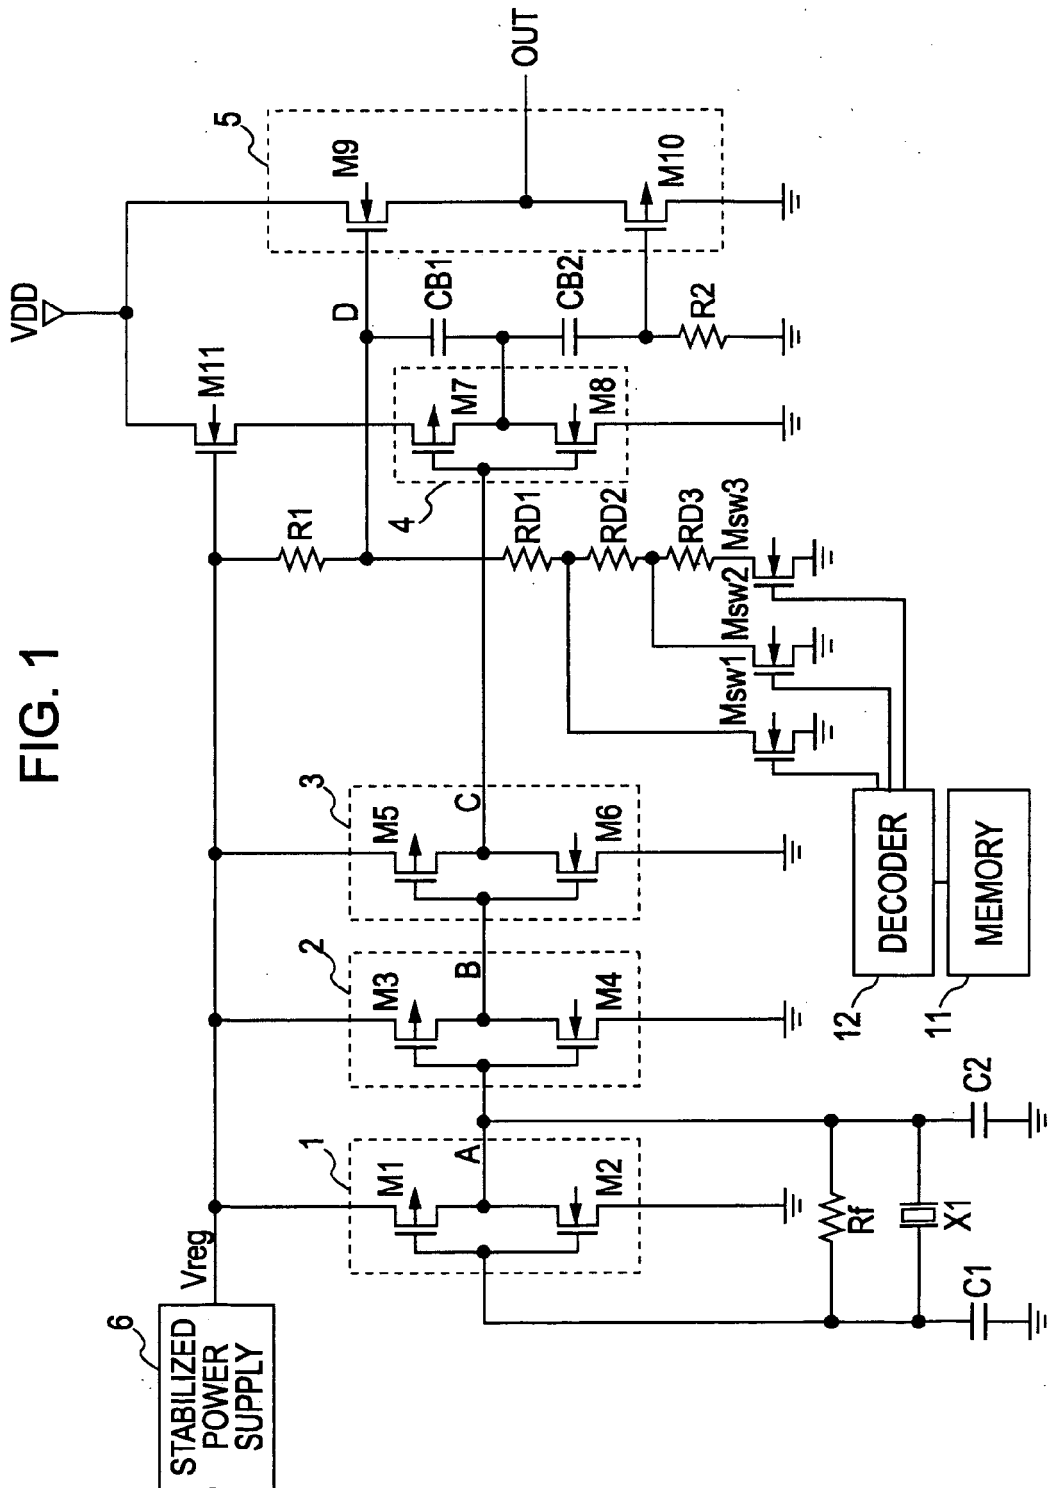 FIG. 1
STABILIZED
POWER
SUPPLY
6
Vreg
VDD
M11
R1
D
M9
5
OUT
M10
CB1
CB2
R2
M7
M8
4
RD1
RD2
RD3
Msw1
Msw2
Msw3
3
M5
C
M6
2
M3
B
M4
1
M1
A
M2
Rf
X1
C1
C2
DECODER
12
MEMORY
11